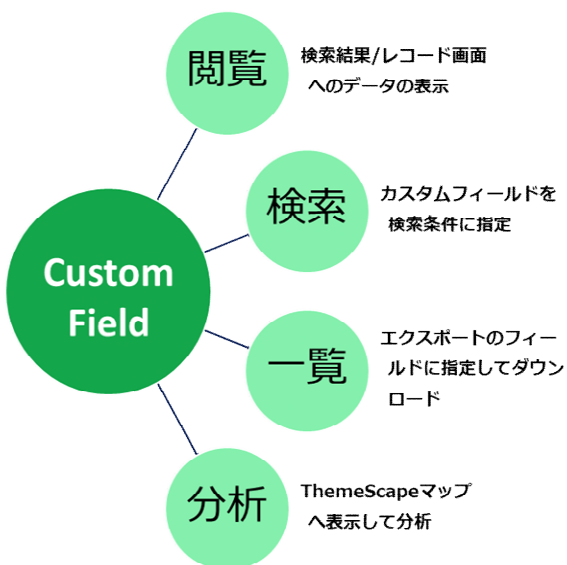 閲覧
検索結果/レコード画面
へのデータの表示
検索
カスタムフィールドを
検索条件に指定
Custom
Field
一覧
エクスポートのフィー
ルドに指定してダウン
ロード
分析
ThemeScapeマップ
へ表示して分析